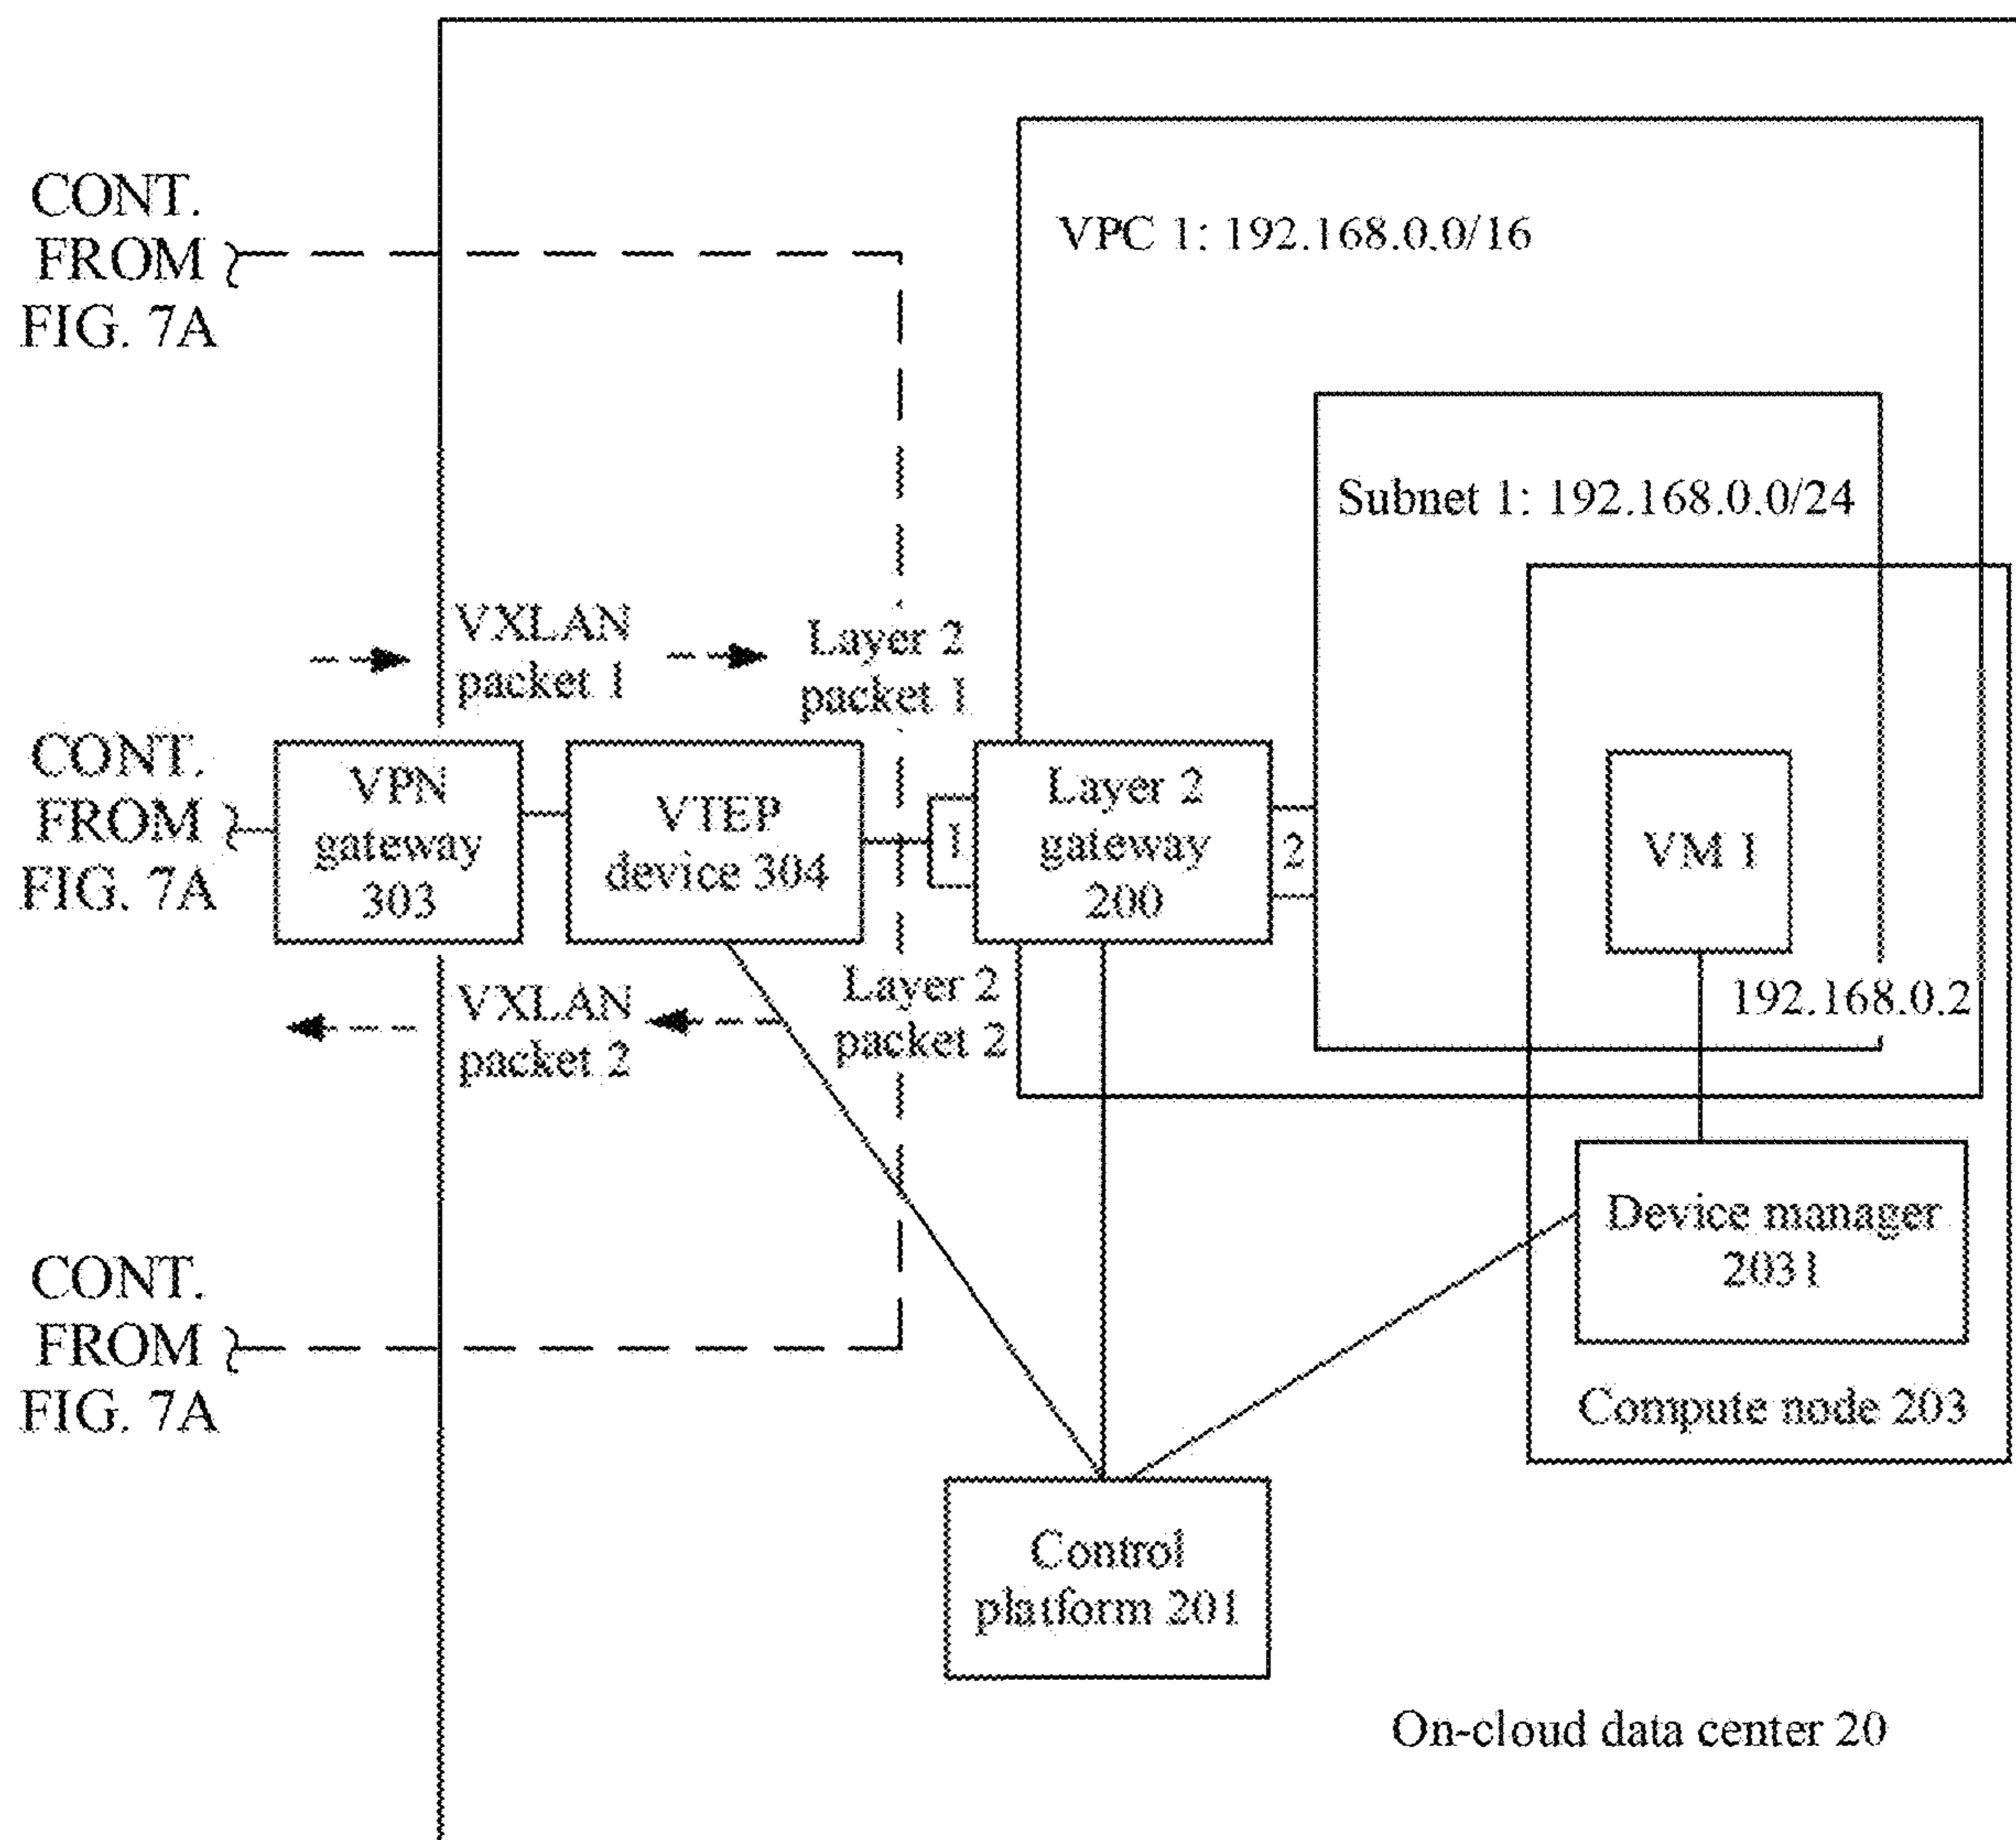 CONT.
FROM
FIG. 7A
VPC 1: 192.168.0.0/16
Subnet 1: 192.168.0.0/24
VXLAN
packet 1
Layer 2
packet 1
CONT.
FROM
FIG. 7A
VPN
gateway
303
VTEP
device 304
1
Layer 2
gateway
200
2
VM 1
192.168.0.2
VXLAN
packet 2
Layer 2
packet 2
Device manager
2031
Compute node 203
CONT.
FROM
FIG. 7A
Control
platform 201
On-cloud data center 20